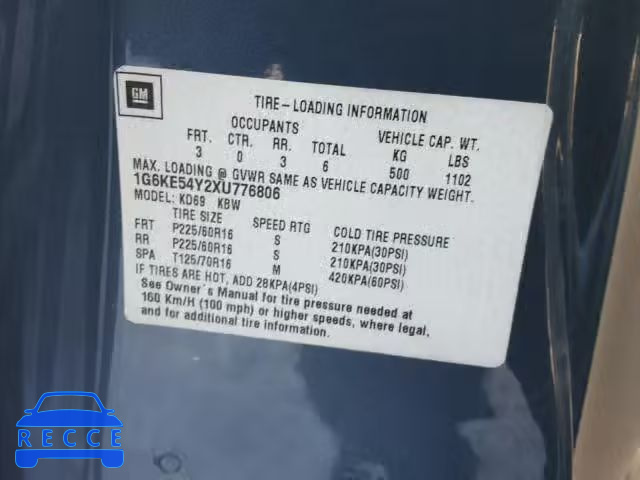 GM
TIRE-LOADING INFORMATION
OCCUPANTS VEHICLE CAP. WT.
FRT. CTR. RR. TOTAL KG LBS
3 0 3 6 500 1102
MAX. LOADING @ GVWR SAME AS VEHICLE CAPACITY WEIGHT.
1G6KE54Y2XU776806
MODEL: KD69 KBW
TIRE SIZE SPEED RTG COLD TIRE PRESSURE
FRT P225/60R16 S 210KPA(30PSI)
RR P225/60R16 S 210KPA(30PSI)
SPA T125/70R16 M 420KPA(60PSI)
IF TIRES ARE HOT, ADD 28KPA(4PSI)
See Owner's Manual for tire pressure needed at
160 Km/H (100 mph) or higher speeds, where legal,
and for additional tire information.
RECCE